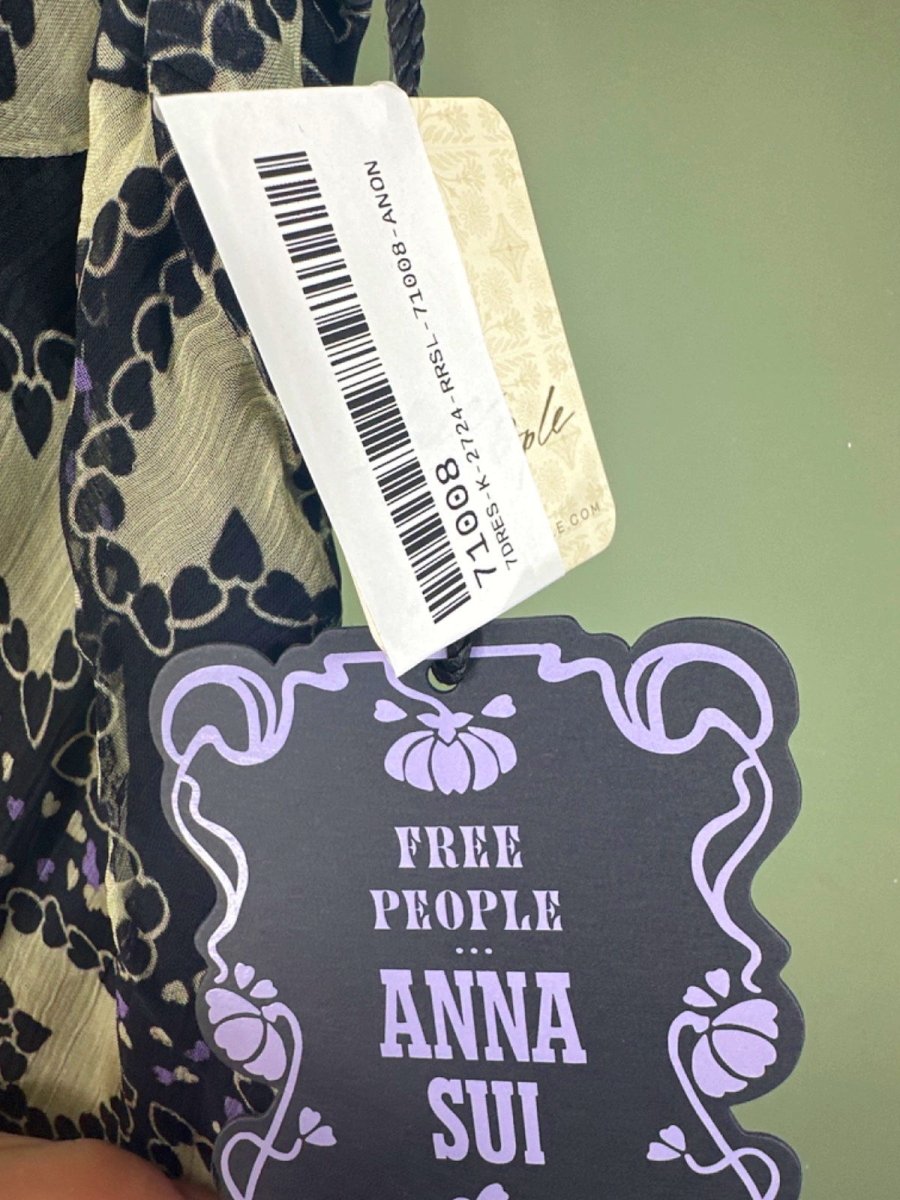 71008
7DRES-K-2724-RRSL-71008-ANON
FREE
PEOPLE
...
ANNA
SUI